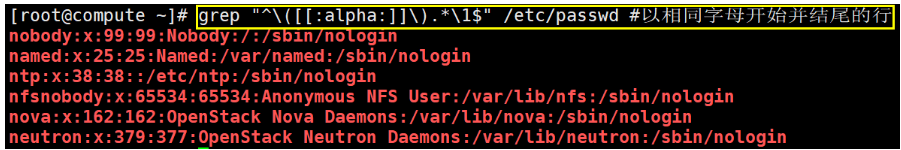 [root@compute ~]# grep "^\([[:alpha:]]\).*\1$" /etc/passwd #以相同字母开始并结尾的行
nobody:x:99:99:Nobody:/:/sbin/nologin
named:x:25:25:Named:/var/named:/sbin/nologin
ntp:x:38:38::/etc/ntp:/sbin/nologin
nfsnobody:x:65534:65534:Anonymous NFS User:/var/lib/nfs:/sbin/nologin
nova:x:162:162:OpenStack Nova Daemons:/var/lib/nova:/sbin/nologin
neutron:x:379:377:OpenStack Neutron Daemons:/var/lib/neutron:/sbin/nologin